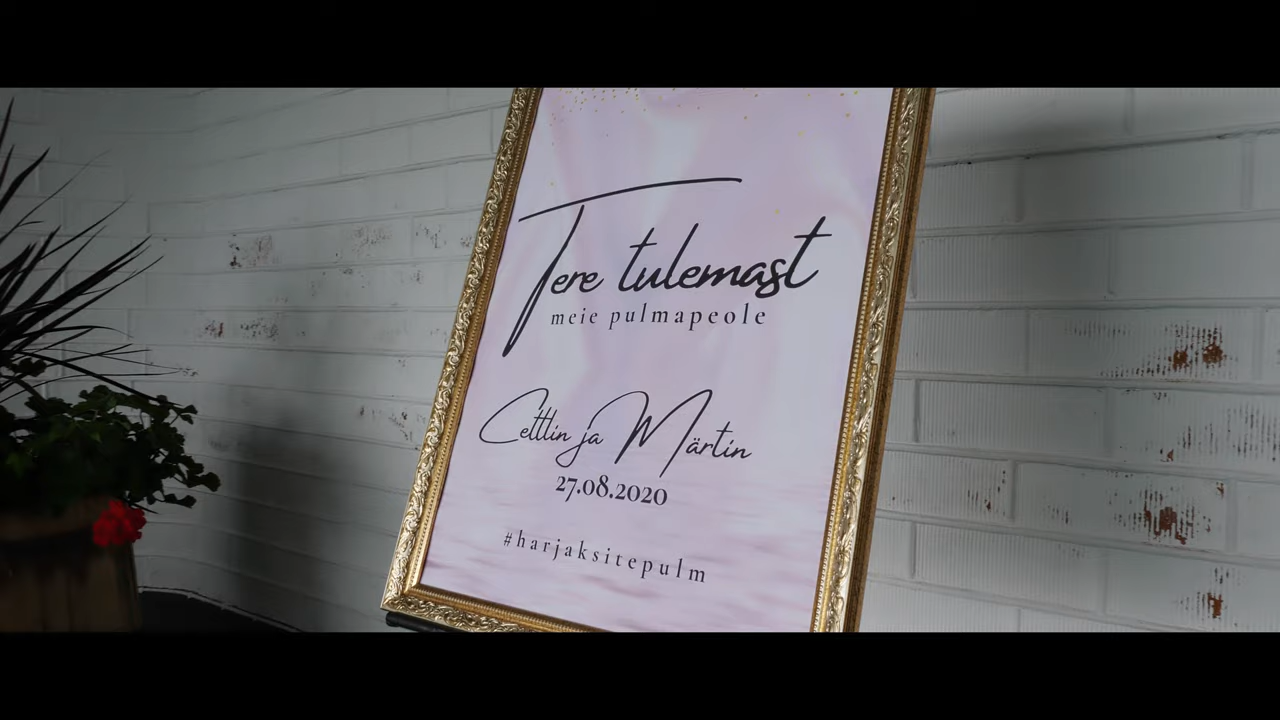 Tere tulemast
meie pulmapeole
Cettlin ja Märtin
27.08.2020
#harjaksitepulm